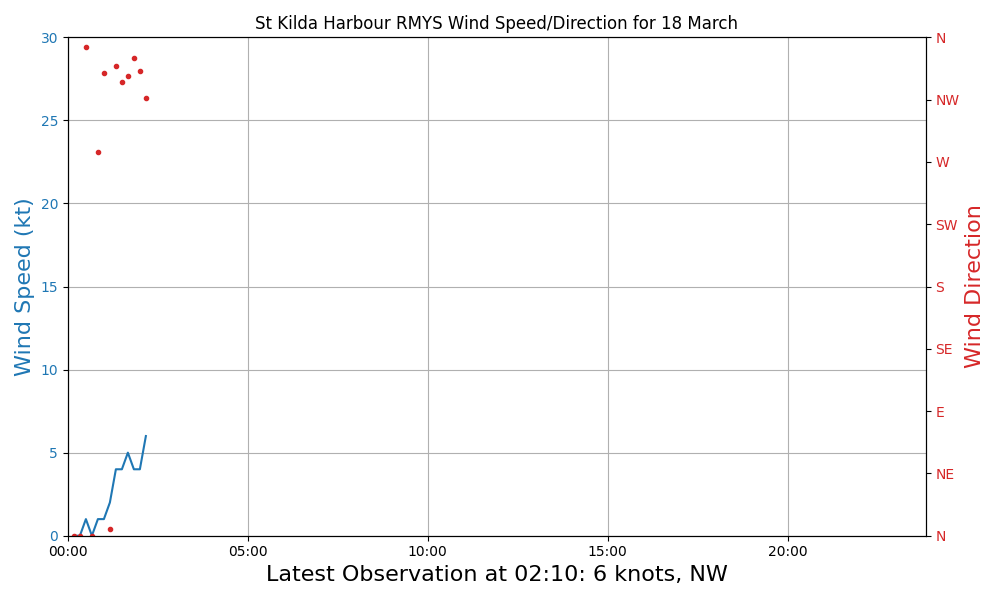 St Kilda Harbour RMYS Wind Speed/Direction for 18 March
30
25
20
15
10
5
0
Wind Speed (kt)
N
NW
W
SW
S
SE
E
NE
N
Wind Direction
00:00
05:00
10:00
15:00
20:00
Latest Observation at 02:10: 6 knots, NW